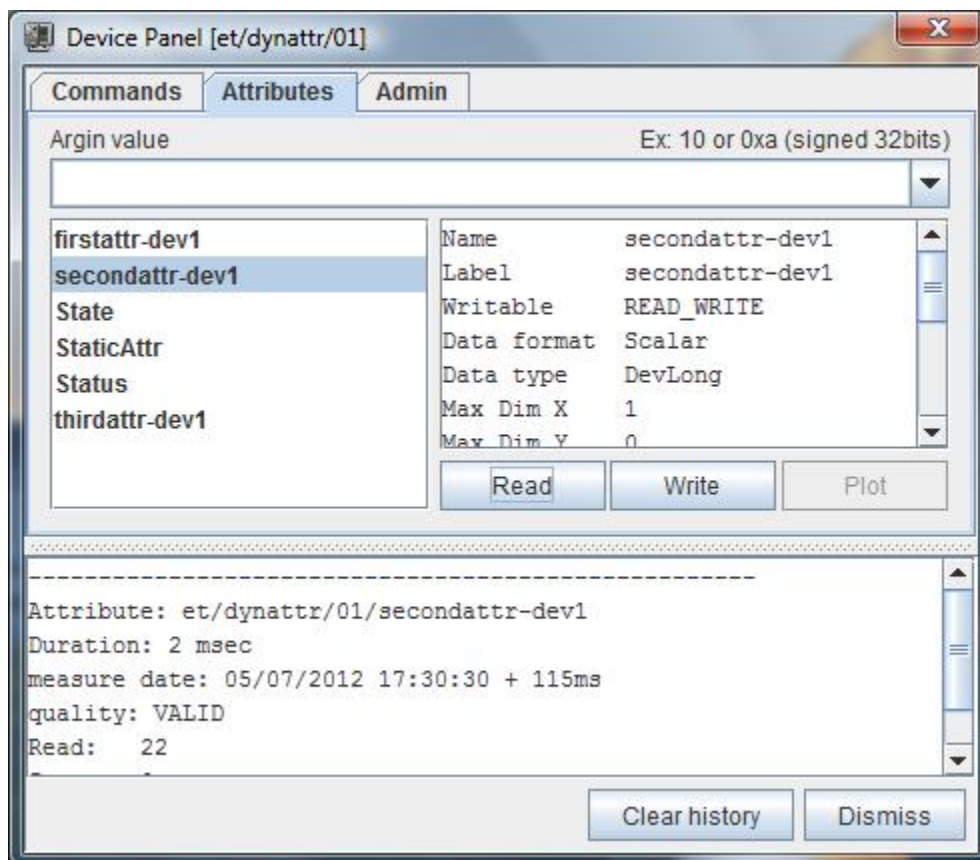 Device Panel [et/dynattr/01]
Commands Attributes Admin
Argin value Ex: 10 or 0xa (signed 32bits)
firstattr-dev1
secondattr-dev1
State
StaticAttr
Status
thirdattr-dev1
Name secondattr-dev1
Label secondattr-dev1
Writable READ_WRITE
Data format Scalar
Data type DevLong
Max Dim X 1
Max Dim Y 0
Read Write Plot
----------------------------------------------------
Attribute: et/dynattr/01/secondattr-dev1
Duration: 2 msec
measure date: 05/07/2012 17:30:30 + 115ms
quality: VALID
Read: 22
Clear history Dismiss